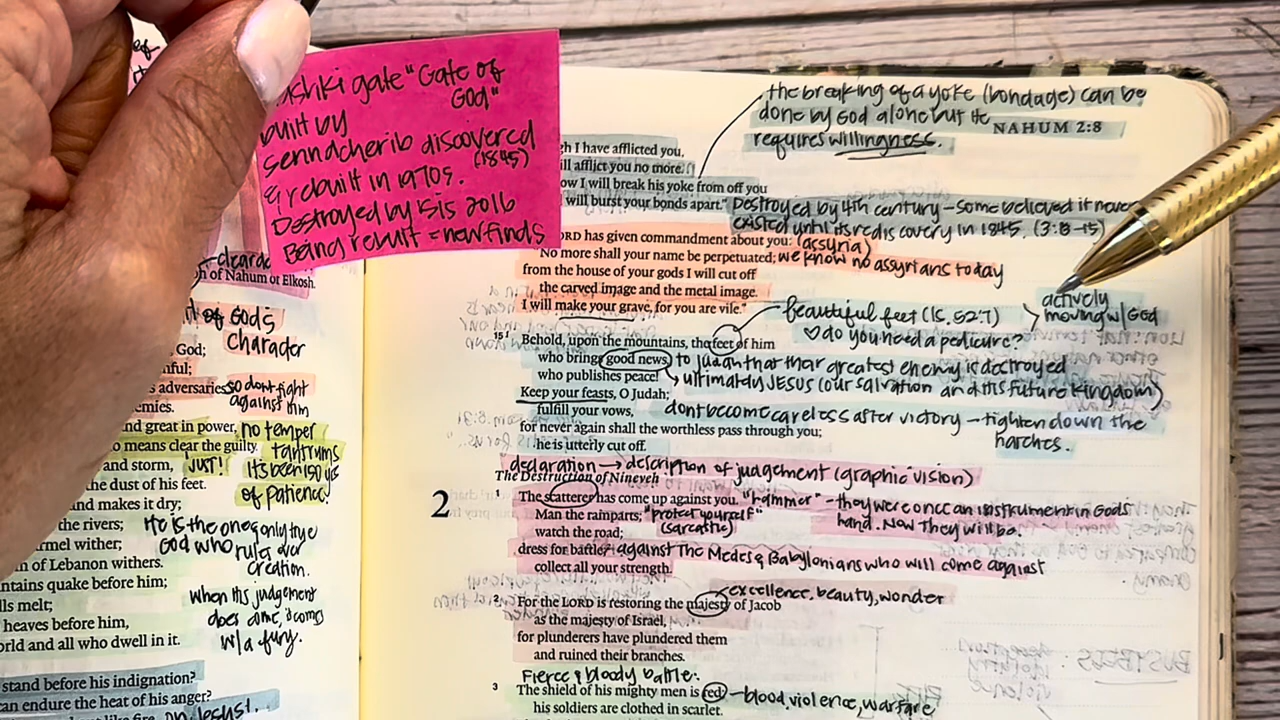 gate "Gate of
God"
built by
sennacherib discovered
(1845)
& rebuilt in 1970s.
Destroyed by isis 2016
Being rebuilt = new finds
of Nahum of Elkosh.
of God's
character
God;
adversaries so dont fight
against him
enemies.
and great in power, no temper
means clear the guilty. tantrums
and storm, JUST! it's been 150 yrs
the dust of his feet. of patience!
and makes it dry;
the rivers; He is the one & only true
wither; God who rules over
of Lebanon withers. creation.
quake before him;
melt; when his judgement
heaves before him, does come, it comes
and all who dwell in it. w/a fury.
stand before his indignation?
can endure the heat of his anger?
Jesus!
the breaking of a yoke (bondage) can be
done by God alone but He
requires willingness.
NAHUM 2:8
I have afflicted you,
afflict you no more.
I will break his yoke from off you
will burst your bonds apart." Destroyed by 4th century - some believed it never
existed until its rediscovery in 1845. (3:8-15)
has given commandment about you: (assyria)
"No more shall your name be perpetuated; we know no assyrians today
from the house of your gods I will cut off
the carved image and the metal image.
I will make your grave, for you are vile."
beautiful feet (Is. 52:7)
♡ do you need a pedicure?
actively
moving w/ God
15 Behold, upon the mountains, the feet of him
who brings good news, to Judah that their greatest enemy is destroyed
who publishes peace! ultimately JESUS (our salvation and his future kingdom)
Keep your feasts, O Judah;
fulfill your vows, dont become careless after victory - tighten down the
hatches.
for never again shall the worthless pass through you;
he is utterly cut off.
declaration → description of judgement (graphic vision)
The Destruction of Nineveh
2
1 The scatterer has come up against you. "hammer" - they were once an instrument in Gods
hand. Now they will be.
Man the ramparts; "protect yourself"
(sarcastic)
watch the road;
dress for battle; against The Medes & Babylonians who will come against
collect all your strength.
excellence, beauty, wonder
2 For the LORD is restoring the majesty of Jacob
as the majesty of Israel,
for plunderers have plundered them
and ruined their branches.
Fierce & bloody battle:
3 The shield of his mighty men is red; - blood, violence, warfare
his soldiers are clothed in scarlet.